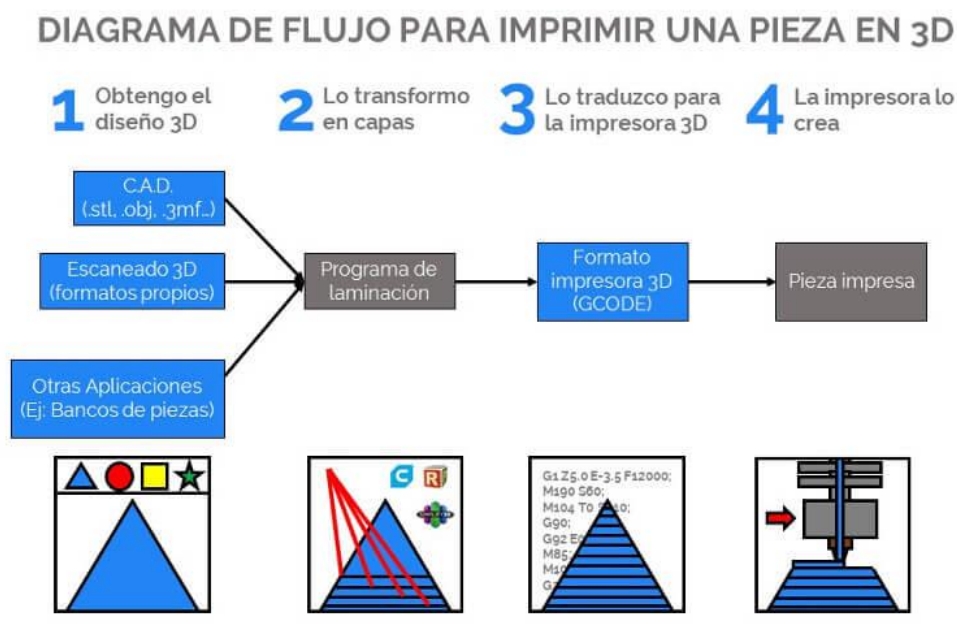 DIAGRAMA DE FLUJO PARA IMPRIMIR UNA PIEZA EN 3D
1 Obtengo el
diseño 3D
2 Lo transformo
en capas
3 Lo traduzco para
la impresora 3D
4 La impresora lo
crea
C.A.D.
(.stl, .obj, .3mf...)
Escaneado 3D
(formatos propios)
Otras Aplicaciones
(Ej: Bancos de piezas)
Programa de
laminación
Formato
impresora 3D
(GCODE)
Pieza impresa
C
R
G1 Z5.0 E-3.5 F12000;
M190 S60;
M104 T0
G90;
G92
M85;